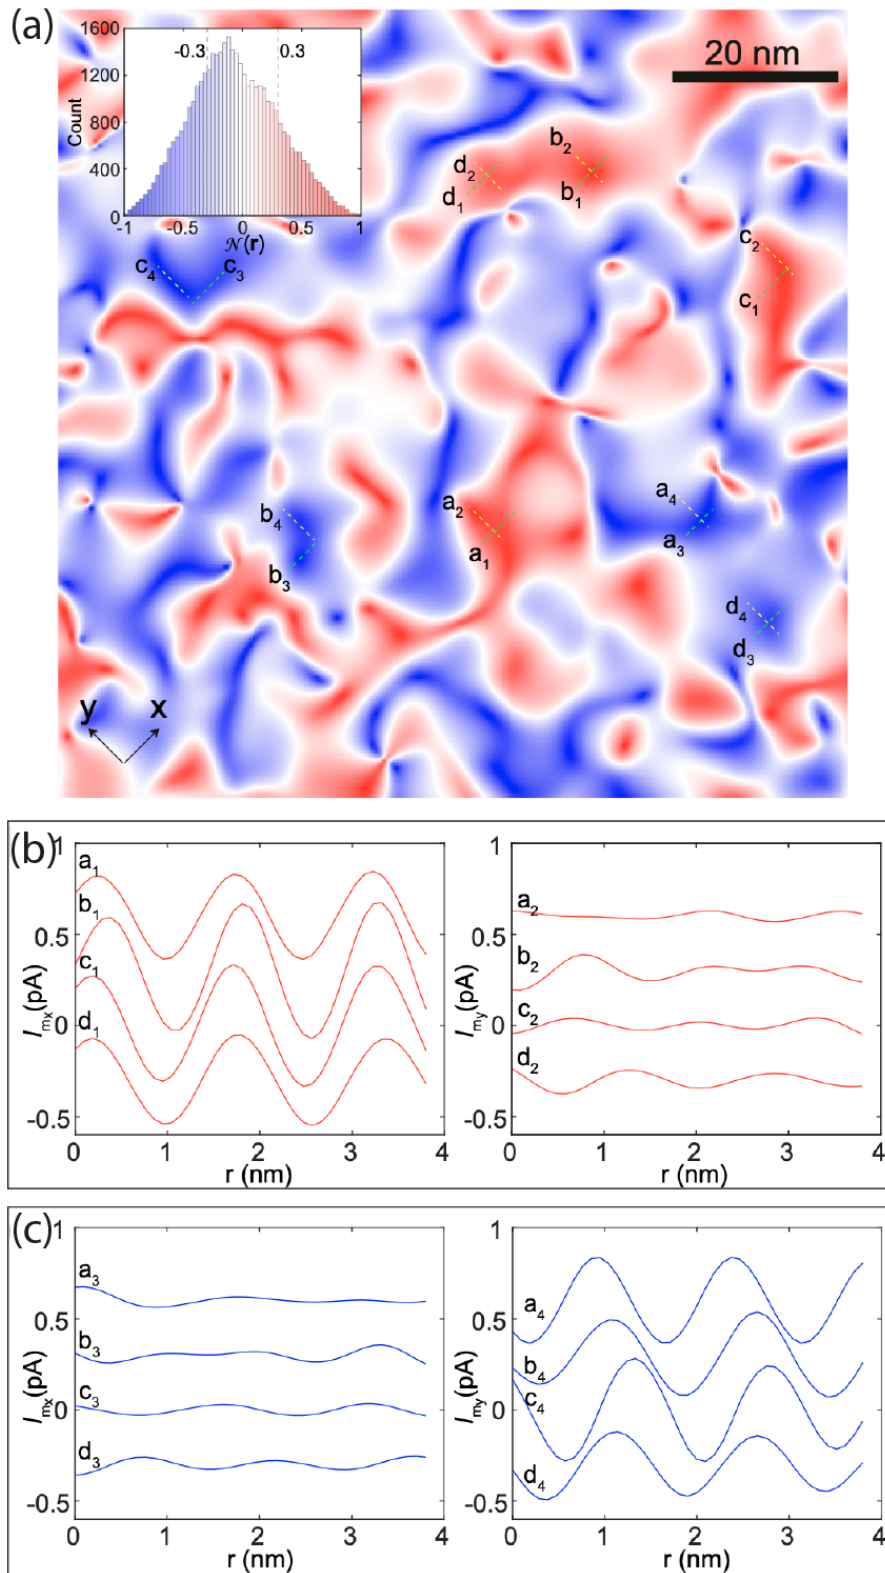 (a)
1600
1200
800
400
0
Count
-0.3
0.3
-1
-0.5
0
0.5
1
𝒩(r)
20 nm
b2
d2
d1
b1
c2
c4
c3
c1
a2
a4
b4
a1
a3
b3
d4
d3
y
x
(b)
1
0.5
0
-0.5
Imx(pA)
a1
b1
c1
d1
0
1
2
3
4
r (nm)
1
0.5
0
-0.5
Imy(pA)
a2
b2
c2
d2
0
1
2
3
4
r (nm)
(c)
1
0.5
0
-0.5
Imx(pA)
a3
b3
c3
d3
0
1
2
3
4
r (nm)
1
0.5
0
-0.5
Imy(pA)
a4
b4
c4
d4
0
1
2
3
4
r (nm)